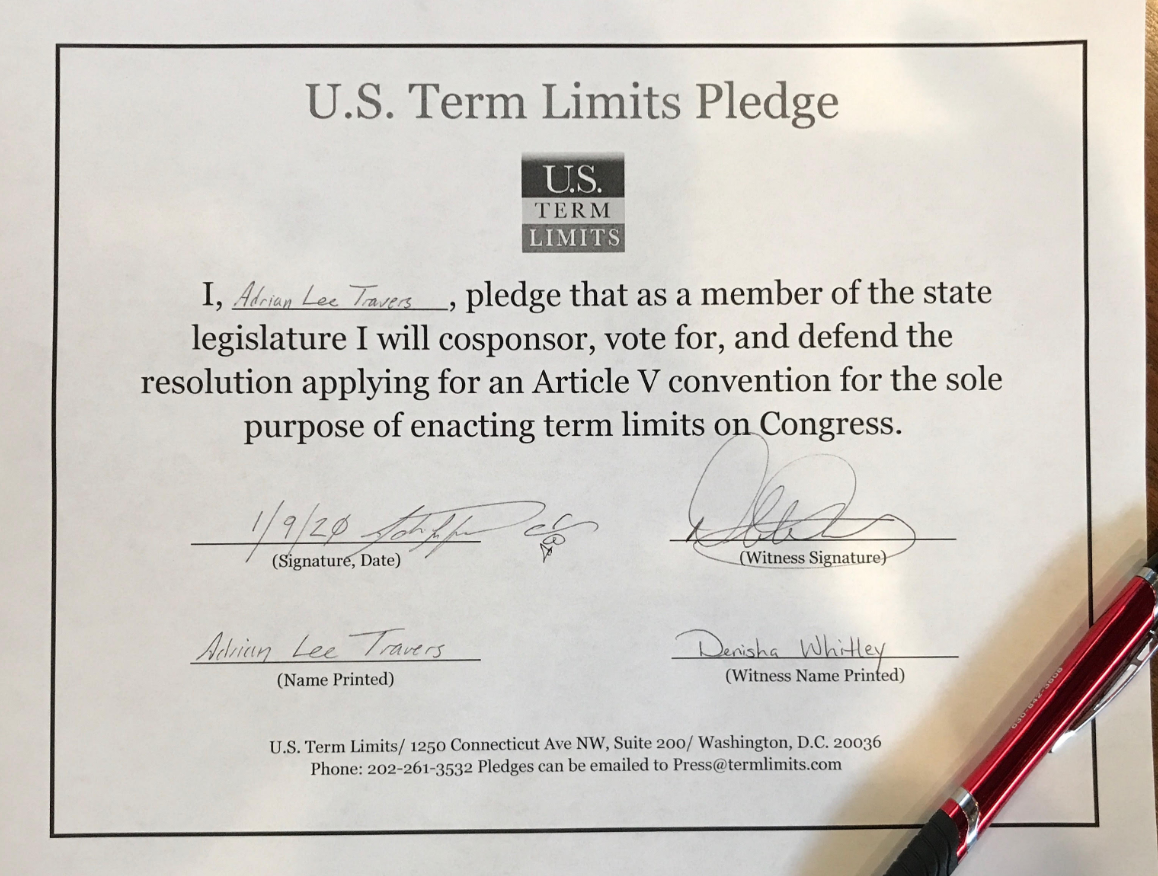 U.S. Term Limits Pledge
U.S.
TERM
LIMITS
I, Adrian Lee Travers, pledge that as a member of the state
legislature I will cosponsor, vote for, and defend the
resolution applying for an Article V convention for the sole
purpose of enacting term limits on Congress.
1/9/20
(Signature, Date)
(Witness Signature)
Adrian Lee Travers
(Name Printed)
Denisha Whitley
(Witness Name Printed)
U.S. Term Limits/ 1250 Connecticut Ave NW, Suite 200/ Washington, D.C. 20036
Phone: 202-261-3532 Pledges can be emailed to Press@termlimits.com